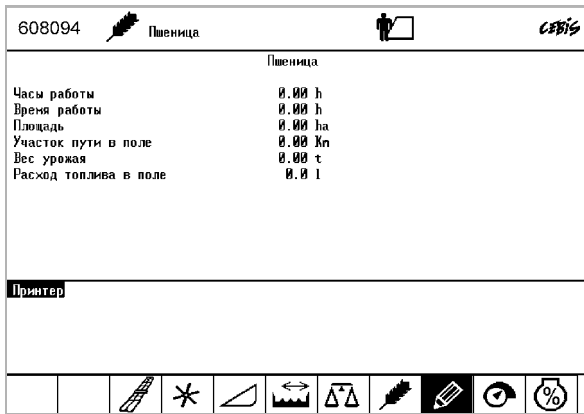 608094 Пшеница CEBIS
Пшеница
Часы работы 0.00 h
Время работы 0.00 h
Площадь 0.00 ha
Участок пути в поле 0.00 Km
Вес урожая 0.00 t
Расход топлива в поле 0.0 l
Принтер
%